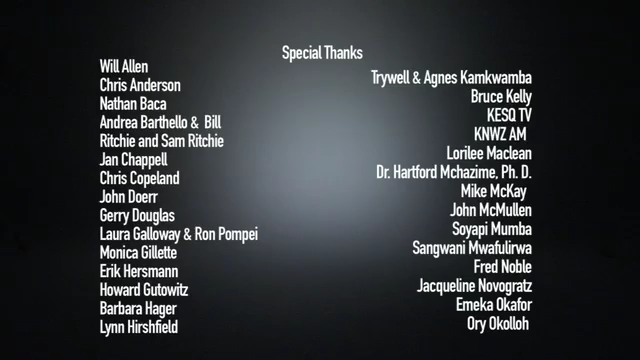 Special Thanks
Will Allen
Chris Anderson
Nathan Baca
Andrea Barthello & Bill
Ritchie and Sam Ritchie
Jan Chappell
Chris Copeland
John Doerr
Gerry Douglas
Laura Galloway & Ron Pompei
Monica Gillette
Erik Hersmann
Howard Gutowitz
Barbara Hager
Lynn Hirshfield
Trywell & Agnes Kamkwamba
Bruce Kelly
KESQ TV
KNWZ AM
Lorilee Maclean
Dr. Hartford Mchazime, Ph. D.
Mike McKay
John McMullen
Soyapi Mumba
Sangwani Mwafulirwa
Fred Noble
Jacqueline Novogratz
Emeka Okafor
Ory Okolloh